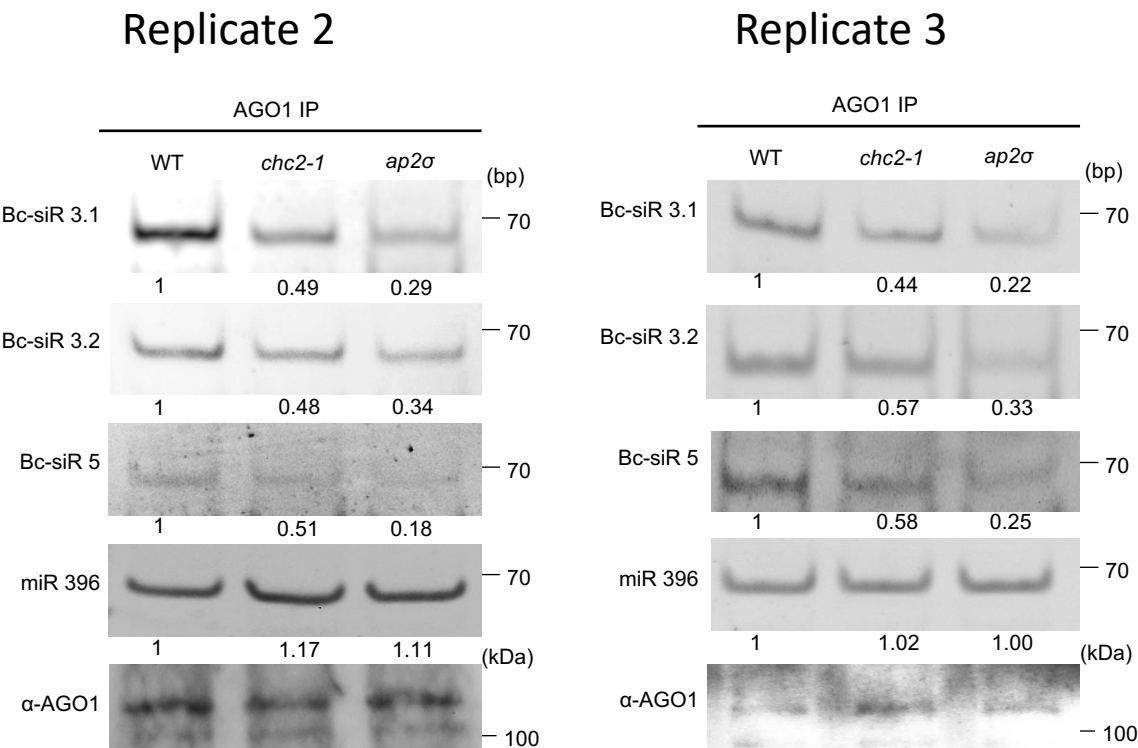 Replicate 2
AGO1 IP
WT chc2-1 ap2σ
(bp)
Bc-siR 3.1
70
1 0.49 0.29
Bc-siR 3.2
70
1 0.48 0.34
Bc-siR 5
70
1 0.51 0.18
miR 396
70
1 1.17 1.11
(kDa)
α-AGO1
100
Replicate 3
AGO1 IP
WT chc2-1 ap2σ
(bp)
Bc-siR 3.1
70
1 0.44 0.22
Bc-siR 3.2
70
1 0.57 0.33
Bc-siR 5
70
1 0.58 0.25
miR 396
70
1 1.02 1.00
(kDa)
α-AGO1
100